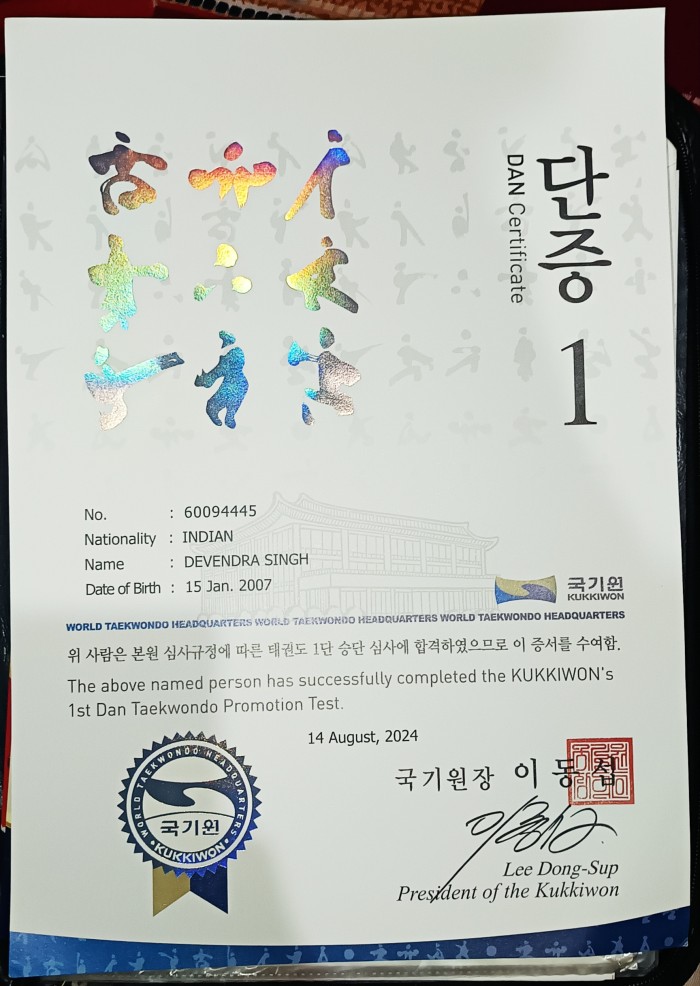 단증
DAN Certificate
1
No. : 60094445
Nationality : INDIAN
Name : DEVENDRA SINGH
Date of Birth : 15 Jan. 2007
국기원
KUKKIWON
WORLD TAEKWONDO HEADQUARTERS WORLD TAEKWONDO HEADQUARTERS WORLD TAEKWONDO HEADQUARTERS WORLD TAEKWONDO HEADQUARTERS
위 사람은 본원 심사규정에 따른 태권도 1단 승단 심사에 합격하였으므로 이 증서를 수여함.
The above named person has successfully completed the KUKKIWON's
1st Dan Taekwondo Promotion Test.
14 August, 2024
WORLD TAEKWONDO HEADQUARTERS
국기원
• KUKKIWON •
국기원장 이동섭
Lee Dong-Sup
President of the Kukkiwon